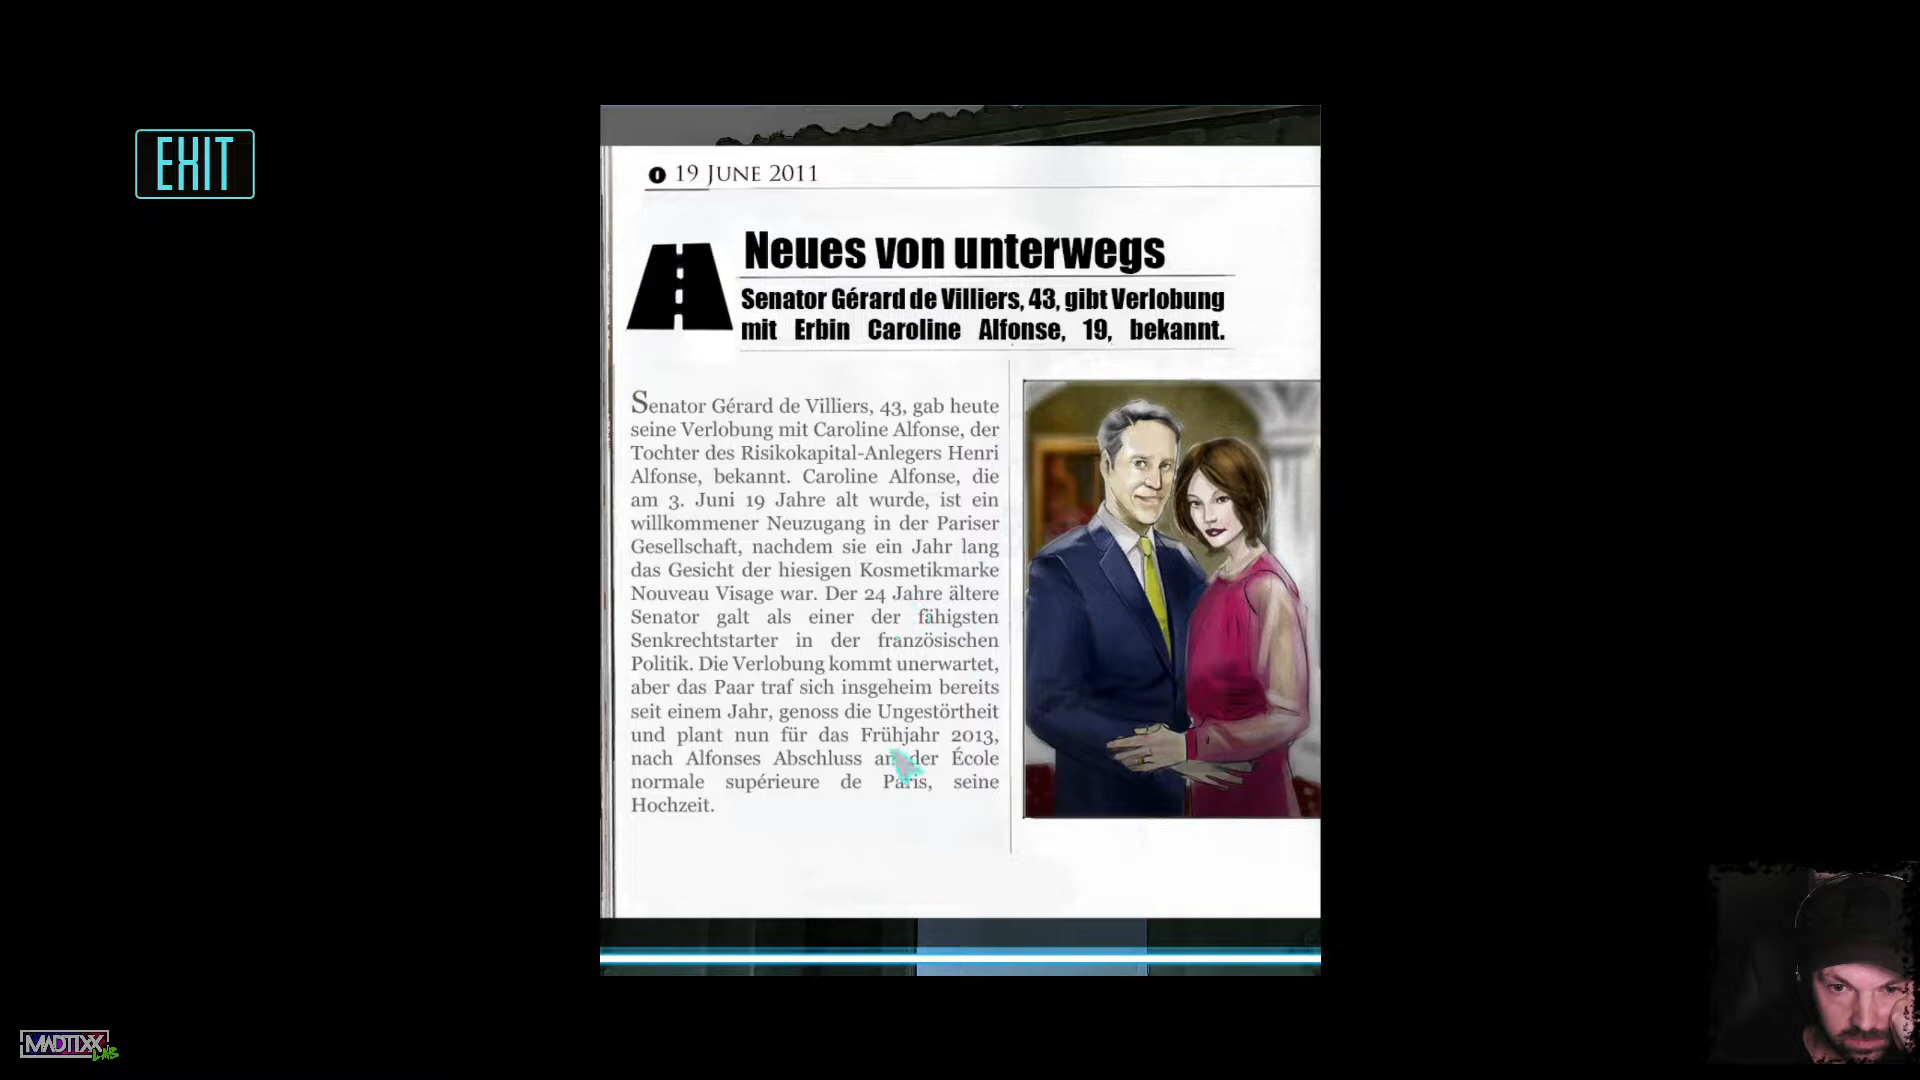 EXIT
19 JUNE 2011
Neues von unterwegs
Senator Gérard de Villiers, 43, gibt Verlobung
mit Erbin Caroline Alfonse, 19, bekannt.
Senator Gérard de Villiers, 43, gab heute
seine Verlobung mit Caroline Alfonse, der
Tochter des Risikokapital-Anlegers Henri
Alfonse, bekannt. Caroline Alfonse, die
am 3. Juni 19 Jahre alt wurde, ist ein
willkommener Neuzugang in der Pariser
Gesellschaft, nachdem sie ein Jahr lang
das Gesicht der hiesigen Kosmetikmarke
Nouveau Visage war. Der 24 Jahre ältere
Senator galt als einer der fähigsten
Senkrechtstarter in der französischen
Politik. Die Verlobung kommt unerwartet,
aber das Paar traf sich insgeheim bereits
seit einem Jahr, genoss die Ungestörtheit
und plant nun für das Frühjahr 2013,
nach Alfonses Abschluss an der École
normale supérieure de Paris, seine
Hochzeit.
MADTIXX
LAB